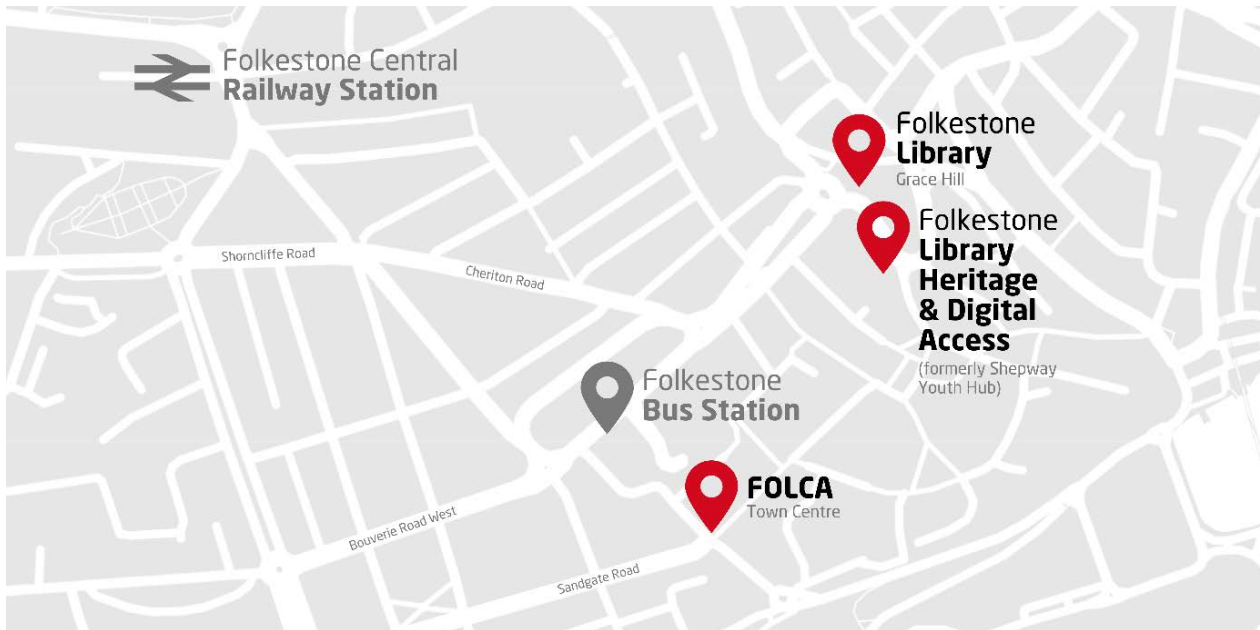 Folkestone Central
Railway Station
Folkestone
Library
Grace Hill
Folkestone
Library
Heritage
& Digital
Access
(formerly Shepway
Youth Hub)
Shorncliffe Road
Cheriton Road
Folkestone
Bus Station
FOLCA
Town Centre
Bouverie Road West
Sandgate Road